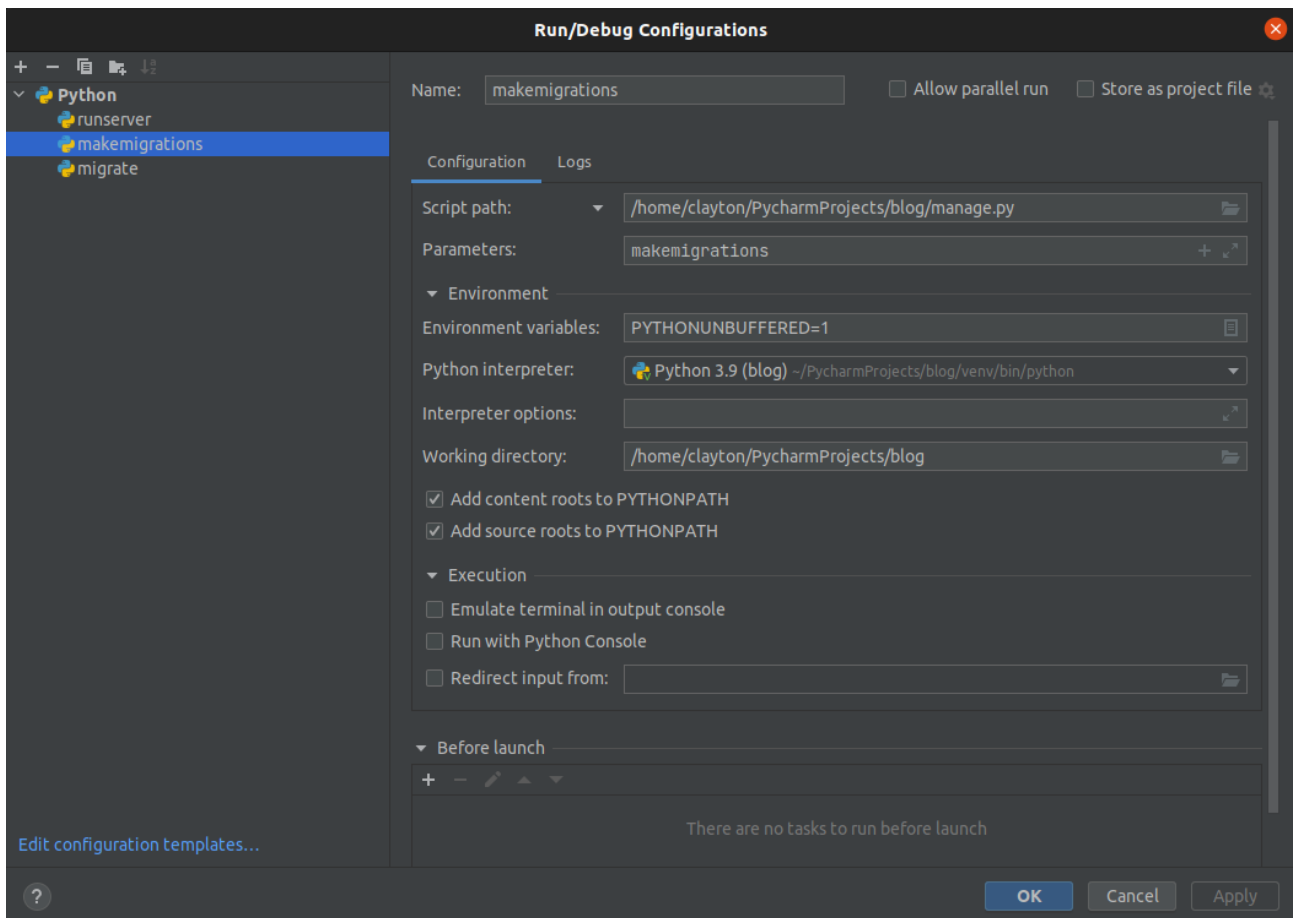 Run/Debug Configurations
Python
runserver
makemigrations
migrate
Edit configuration templates...
Name: makemigrations Allow parallel run Store as project file
Configuration Logs
Script path: /home/clayton/PycharmProjects/blog/manage.py
Parameters: makemigrations
Environment
Environment variables: PYTHONUNBUFFERED=1
Python interpreter: Python 3.9 (blog) ~/PycharmProjects/blog/venv/bin/python
Interpreter options:
Working directory: /home/clayton/PycharmProjects/blog
Add content roots to PYTHONPATH
Add source roots to PYTHONPATH
Execution
Emulate terminal in output console
Run with Python Console
Redirect input from:
Before launch
There are no tasks to run before launch
? OK Cancel Apply